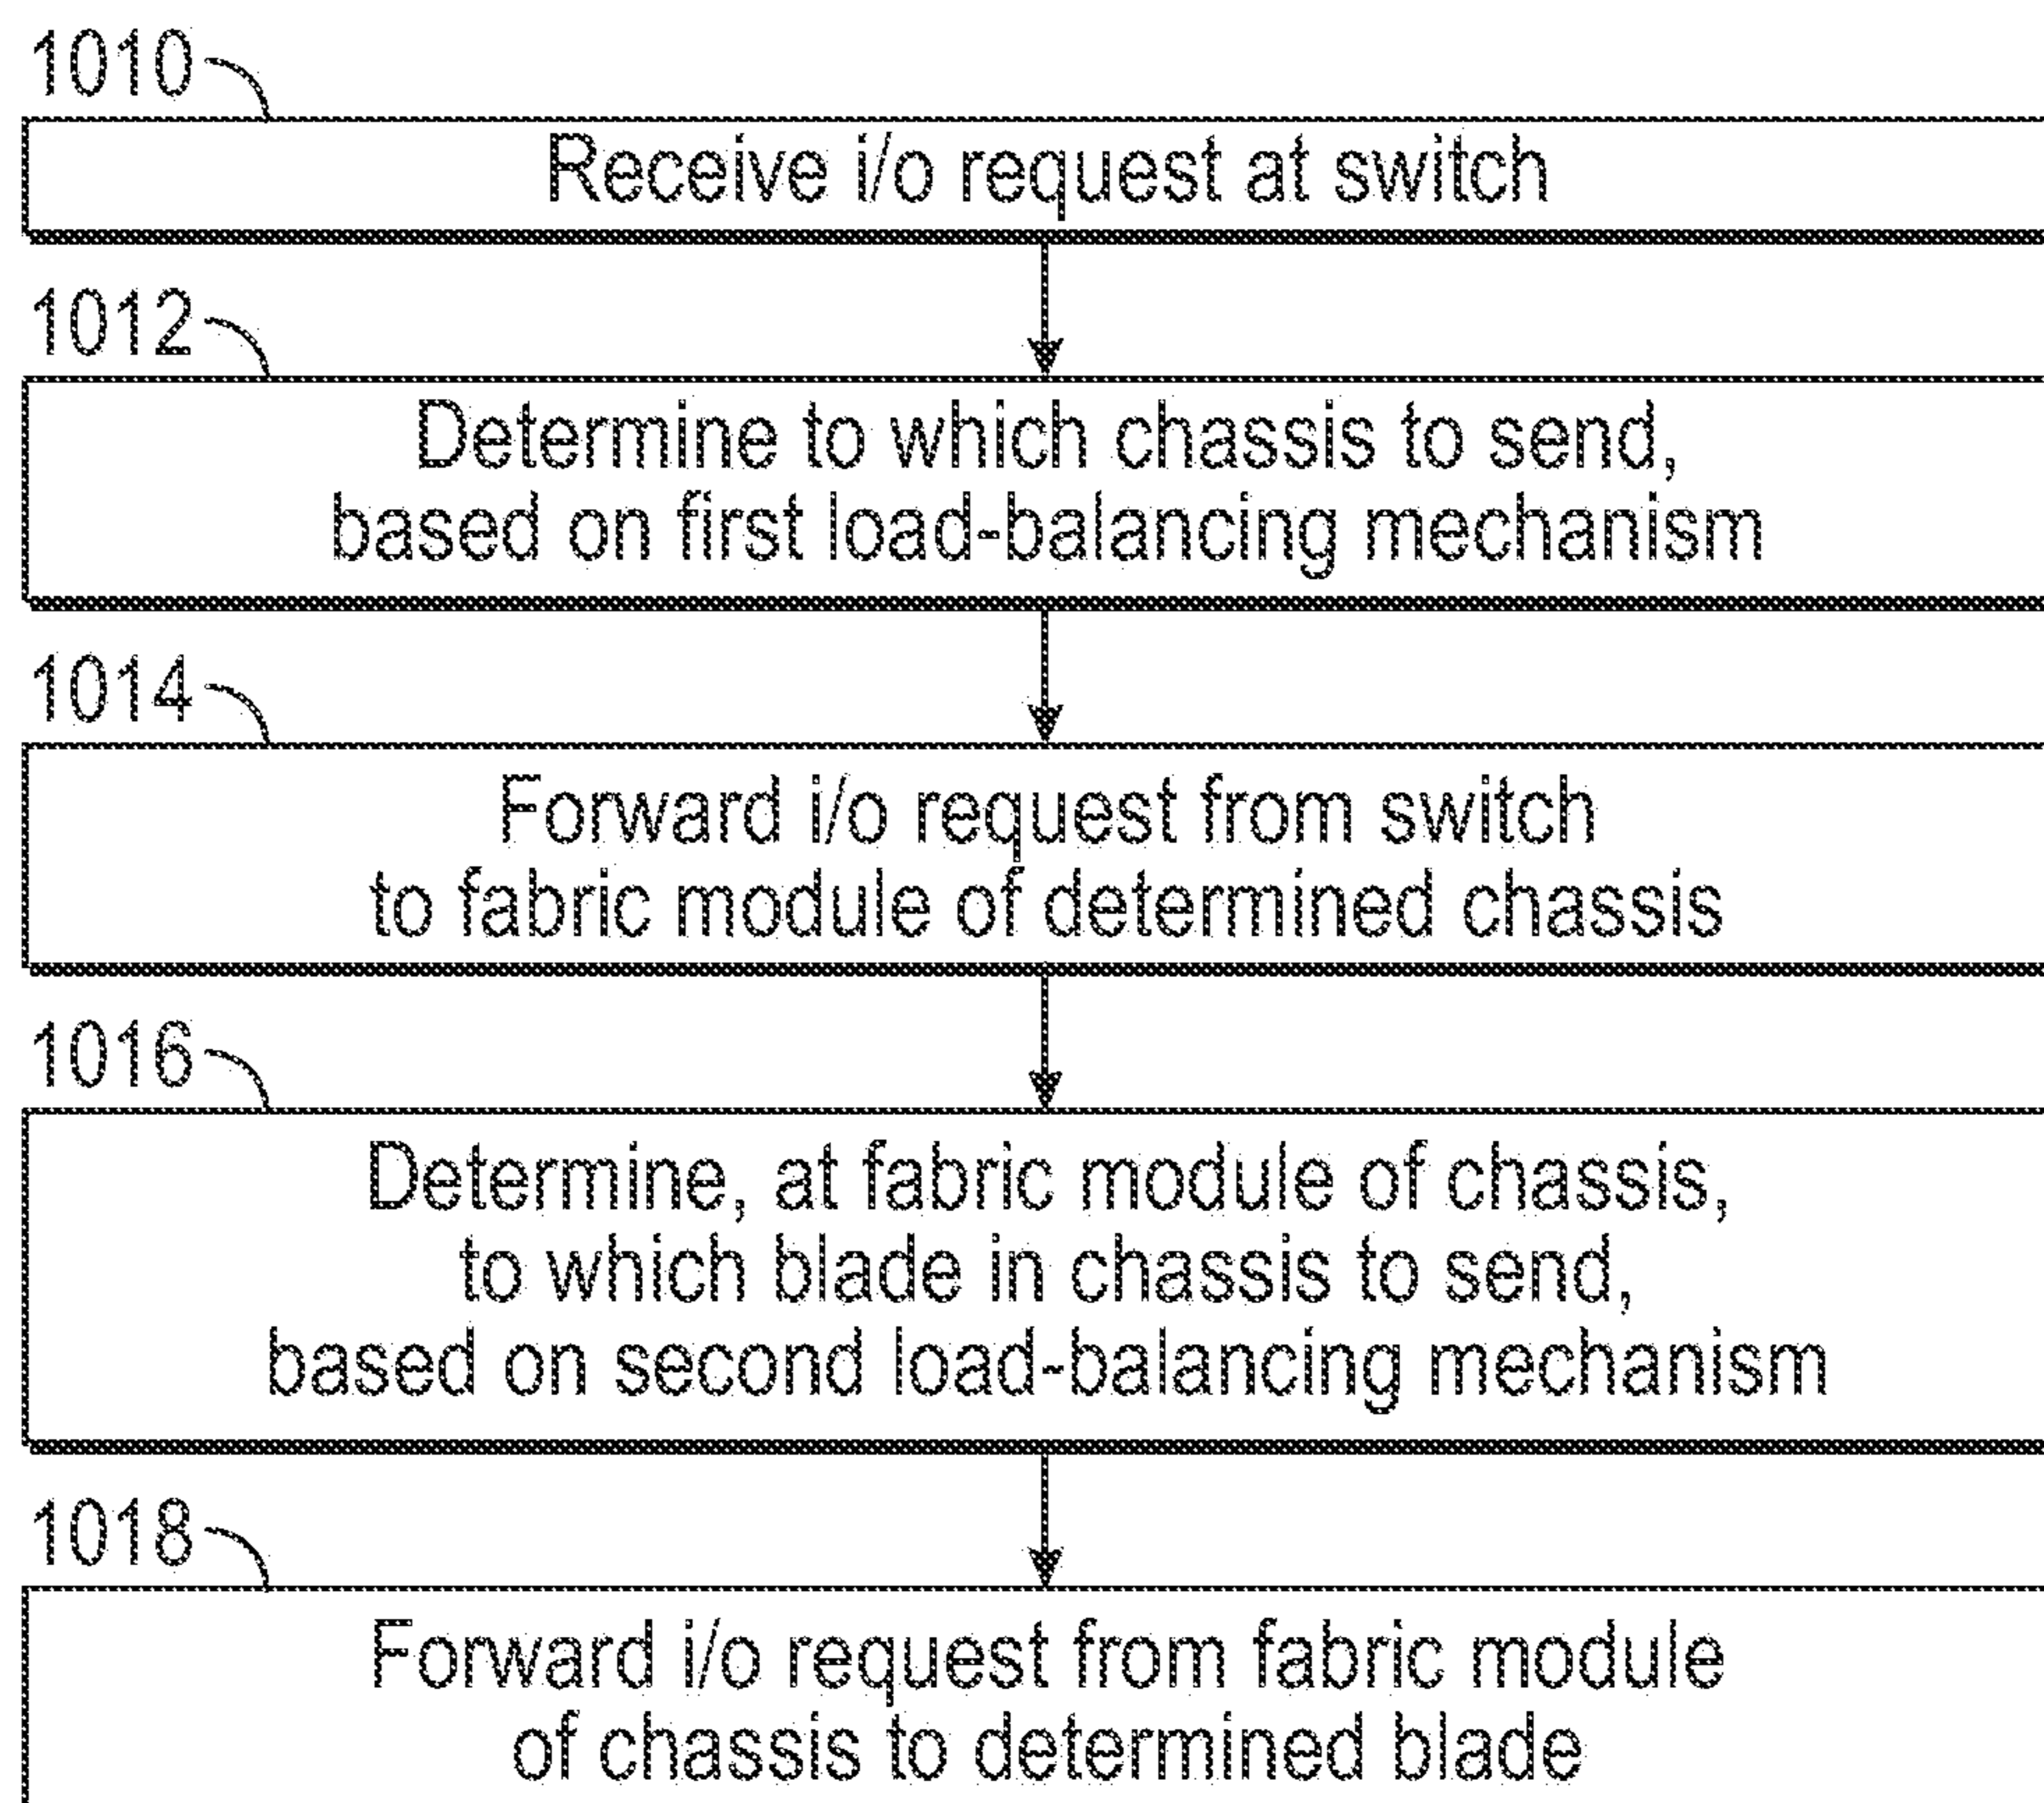 1010
Receive i/o request at switch
1012
Determine to which chassis to send,
based on first load-balancing mechanism
1014
Forward i/o request from switch
to fabric module of determined chassis
1016
Determine, at fabric module of chassis,
to which blade in chassis to send,
based on second load-balancing mechanism
1018
Forward i/o request from fabric module
of chassis to determined blade